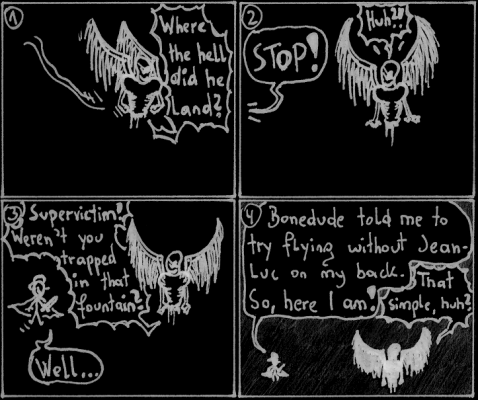 1
Where
the hell
did he
land?
2
STOP!
Huh?!
3
Supervictim!
Weren't you
trapped
in that
fountain?
Well...
4
Bonedude told me to
try flying without Jean-
Luc on my back.
So, here I am!
That
simple, huh?